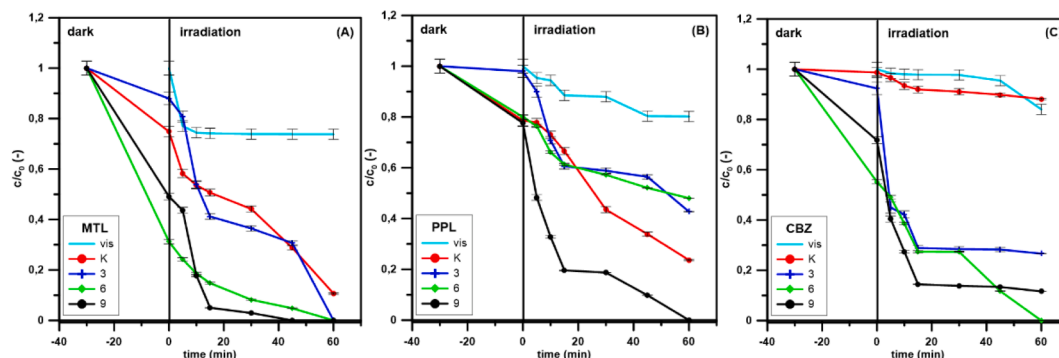 1,2
dark
irradiation
(A)
1
0,8
0,6
0,4
0,2
0
c/c0 (-)
MTL
vis
K
3
6
9
-40 -20 0 20 40 60
time (min)
1,2
dark
irradiation
(B)
1
0,8
0,6
0,4
0,2
0
c/c0 (-)
PPL
vis
K
3
6
9
-40 -20 0 20 40 60
time (min)
1,2
dark
irradiation
(C)
1
0,8
0,6
0,4
0,2
0
c/c0 (-)
CBZ
vis
K
3
6
9
-40 -20 0 20 40 60
time (min)